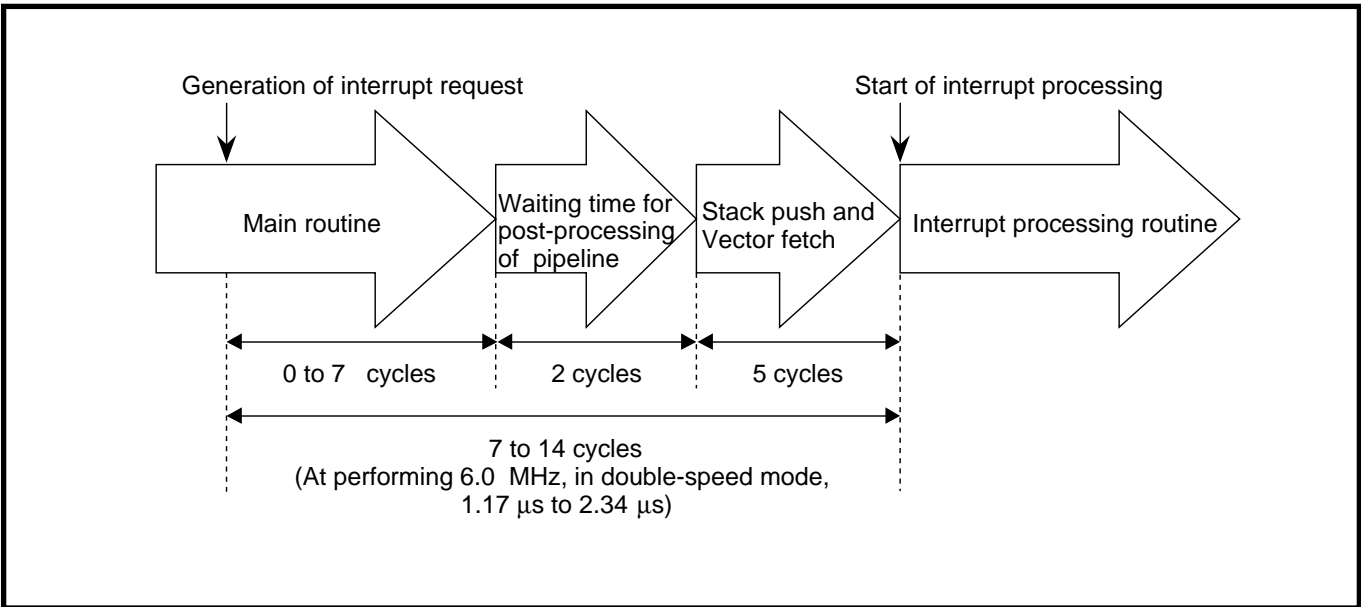 Generation of interrupt request
Start of interrupt processing
Main routine
Waiting time for
post-processing
of pipeline
Stack push and
Vector fetch
Interrupt processing routine
0 to 7 cycles
2 cycles
5 cycles
7 to 14 cycles
(At performing 6.0 MHz, in double-speed mode,
1.17 μs to 2.34 μs)